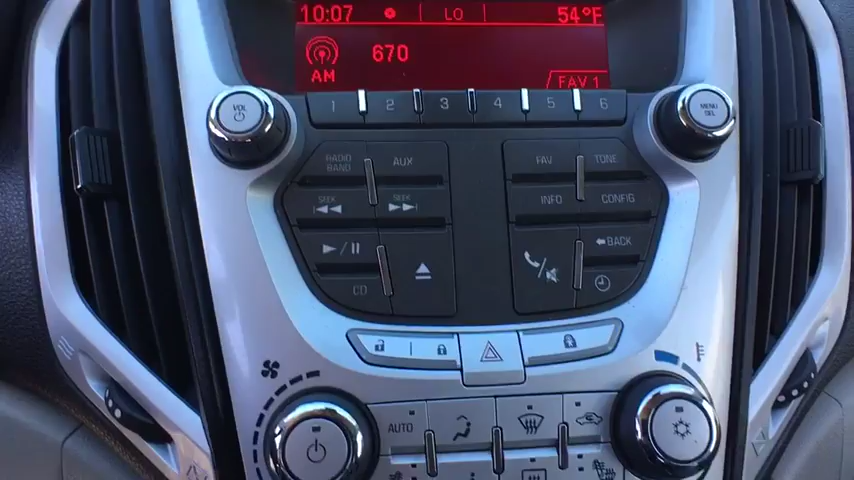 10:07 LO 54°F
670
AM FAV 1
1 2 3 4 5 6
VOL
MENU
SEL
RADIO
BAND
AUX
FAV
TONE
SEEK
SEEK
INFO
CONFIG
BACK
CD
AUTO